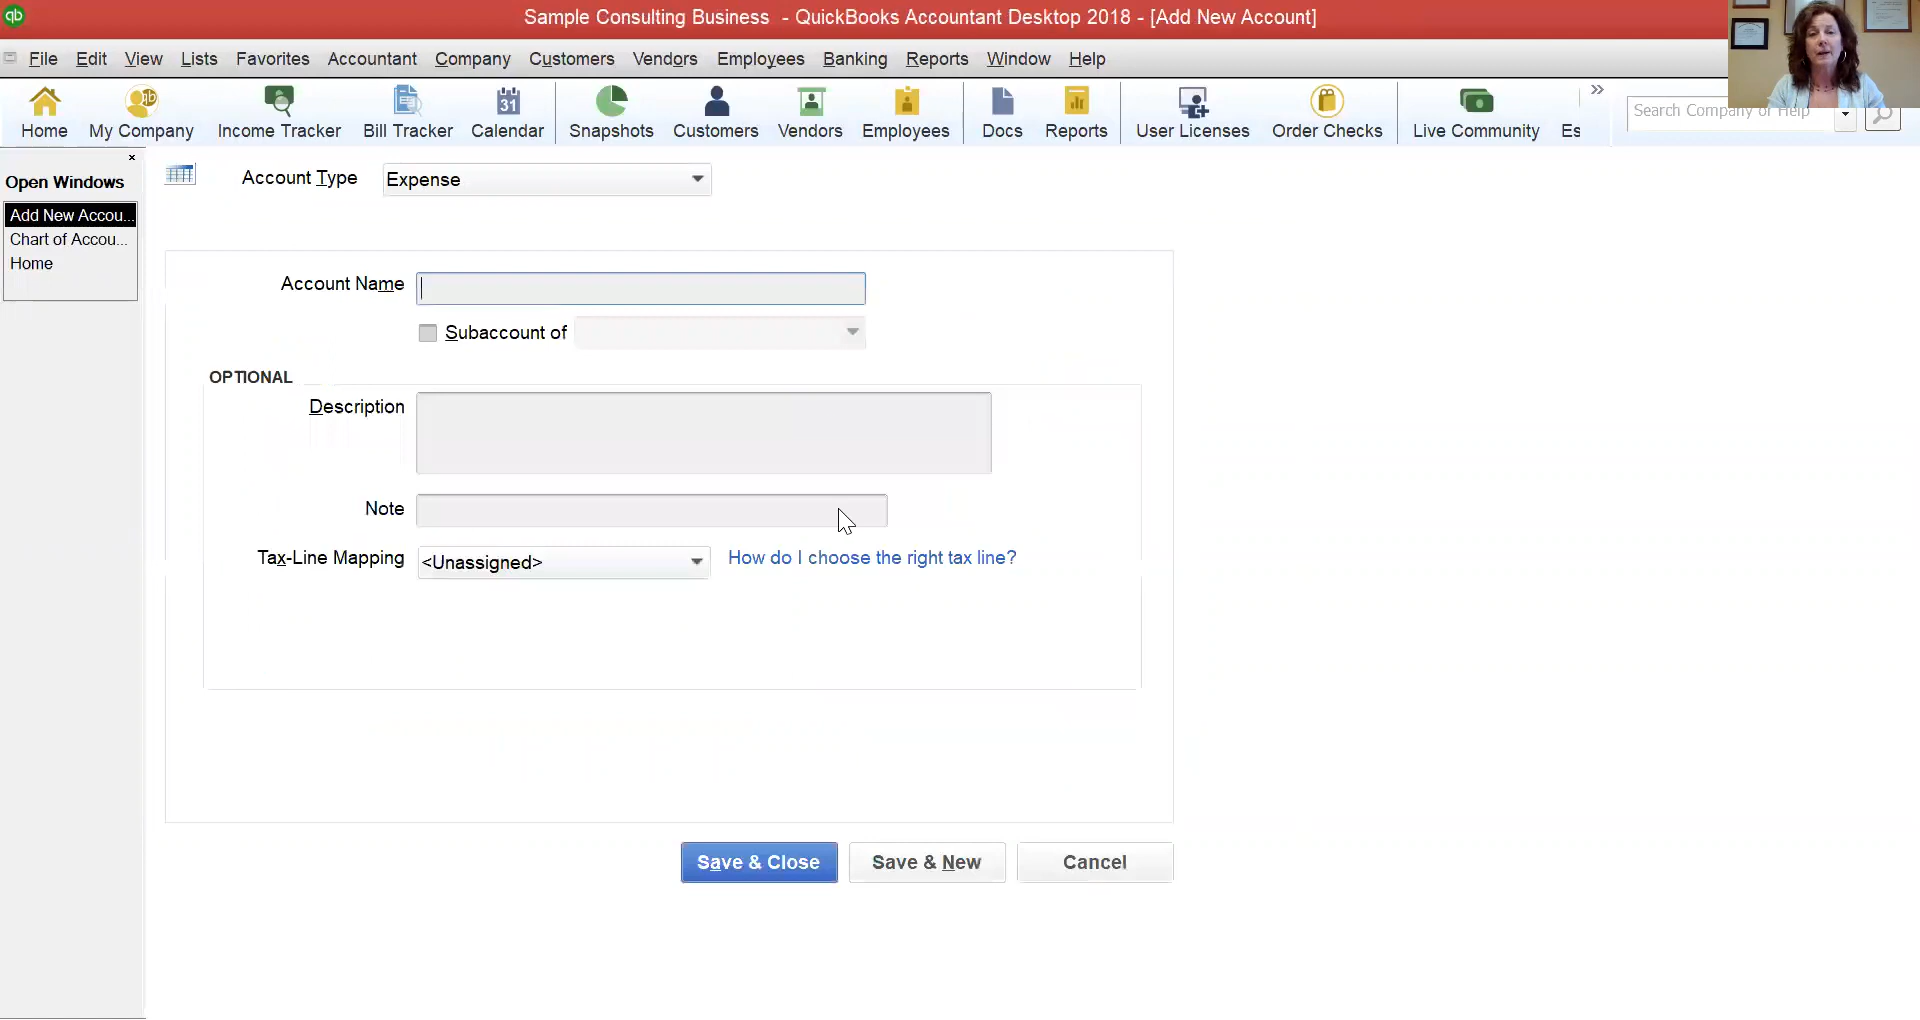 qb
Sample Consulting Business - QuickBooks Accountant Desktop 2018 - [Add New Account]
File Edit View Lists Favorites Accountant Company Customers Vendors Employees Banking Reports Window Help
Home My Company Income Tracker Bill Tracker Calendar Snapshots Customers Vendors Employees Docs Reports User Licenses Order Checks Live Community Es
qb
31
»
Search Company or Help
Open Windows
Add New Accou...
Chart of Accou...
Home
Account Type Expense
Account Name
Subaccount of
OPTIONAL
Description
Note
Tax-Line Mapping <Unassigned> How do I choose the right tax line?
Save & Close Save & New Cancel